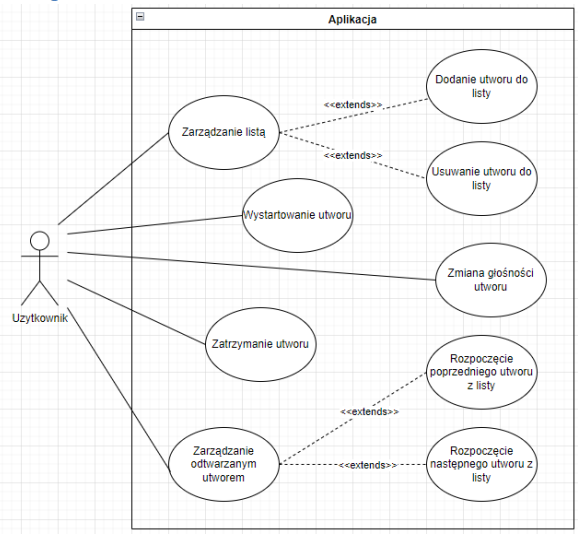 Aplikacja
Dodanie utworu do
listy
<<extends>>
Zarządzanie listą
<<extends>>
Usuwanie utworu do
listy
Wystartowanie utworu
Zmiana głośności
utworu
Uzytkownik
Zatrzymanie utworu
Rozpoczęcie
poprzedniego utworu
z listy
<<extends>>
Zarządzanie
odtwarzanym
utworem
<<extends>>
Rozpoczęcie
następnego utworu z
listy